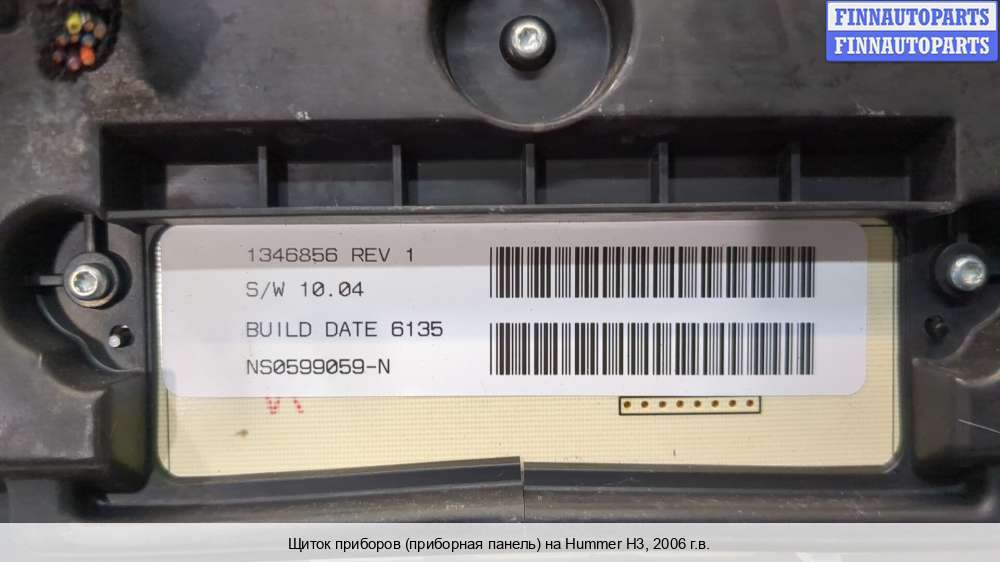 FINNAUTOPARTS
FINNAUTOPARTS
1346856 REV 1
S/W 10.04
BUILD DATE 6135
NS0599059-N
Щиток приборов (приборная панель) на Hummer H3, 2006 г.в.